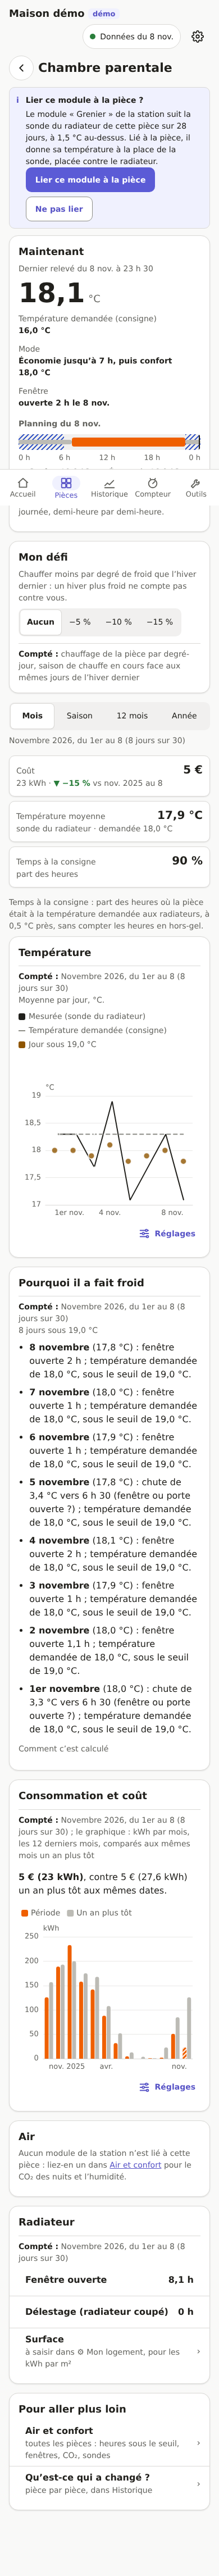 Maison démo démo
Données du 8 nov.
Chambre parentale
i Lier ce module à la pièce ?
Le module « Grenier » de la station suit la
sonde du radiateur de cette pièce sur 28
jours, à 1,5 °C au-dessus. Lié à la pièce, il
donne sa température à la place de la
sonde, placée contre le radiateur.
Lier ce module à la pièce
Ne pas lier
Maintenant
Dernier relevé du 8 nov. à 23 h 30
18,1 °C
Température demandée (consigne)
16,0 °C
Mode
Économie jusqu’à 7 h, puis confort
18,0 °C
Fenêtre
ouverte 2 h le 8 nov.
Planning du 8 nov.
0 h 6 h 12 h 18 h 0 h
Accueil Pièces Historique Compteur Outils
journée, demi-heure par demi-heure.
Mon défi
Chauffer moins par degré de froid que l’hiver
dernier : un hiver plus froid ne compte pas
contre vous.
Aucun −5 % −10 % −15 %
Compté : chauffage de la pièce par degré-
jour, saison de chauffe en cours face aux
mêmes jours de l’hiver dernier
Mois Saison 12 mois Année
Novembre 2026, du 1er au 8 (8 jours sur 30)
Coût 5 €
23 kWh · ▼ −15 % vs nov. 2025 au 8
Température moyenne 17,9 °C
sonde du radiateur · demande 18,0 °C
Temps à la consigne 90 %
part des heures
Temps à la consigne : part des heures où la pièce
était à la température demandée aux radiateurs, à
0,5 °C près, sans compter les heures en hors-gel.
Température
Compté : Novembre 2026, du 1er au 8 (8
jours sur 30)
Moyenne par jour, °C.
Mesurée (sonde du radiateur)
Température demandée (consigne)
Jour sous 19,0 °C
°C
19
18,5
18
17,5
17
1er nov. 4 nov. 8 nov.
Réglages
Pourquoi il a fait froid
Compté : Novembre 2026, du 1er au 8 (8
jours sur 30)
8 jours sous 19,0 °C
• 8 novembre (17,8 °C) : fenêtre
ouverte 2 h ; température demandée
de 18,0 °C, sous le seuil de 19,0 °C.
• 7 novembre (18,0 °C) : fenêtre
ouverte 1 h ; température demandée
de 18,0 °C, sous le seuil de 19,0 °C.
• 6 novembre (17,9 °C) : fenêtre
ouverte 1 h ; température demandée
de 18,0 °C, sous le seuil de 19,0 °C.
• 5 novembre (17,8 °C) : chute de
3,4 °C vers 6 h 30 (fenêtre ou porte
ouverte ?) ; température demandée
de 18,0 °C, sous le seuil de 19,0 °C.
• 4 novembre (18,1 °C) : fenêtre
ouverte 2 h ; température demandée
de 18,0 °C, sous le seuil de 19,0 °C.
• 3 novembre (17,9 °C) : fenêtre
ouverte 1 h ; température demandée
de 18,0 °C, sous le seuil de 19,0 °C.
• 2 novembre (18,0 °C) : fenêtre
ouverte 1,1 h ; température
demandée de 18,0 °C, sous le seuil
de 19,0 °C.
• 1er novembre (18,0 °C) : chute de
3,3 °C vers 6 h 30 (fenêtre ou porte
ouverte ?) ; température demandée
de 18,0 °C, sous le seuil de 19,0 °C.
Comment c’est calculé
Consommation et coût
Compté : Novembre 2026, du 1er au 8 (8
jours sur 30) ; le graphique : kWh par mois,
les 12 derniers mois, comparés aux mêmes
mois un an plus tôt
5 € (23 kWh), contre 5 € (27,6 kWh)
un an plus tôt aux mêmes dates.
Période Un an plus tôt
kWh
250
200
150
100
50
0
nov. 2025 avr. nov.
Réglages
Air
Aucun module de la station n’est lié à cette
pièce : liez-en un dans Air et confort pour le
CO₂ des nuits et l’humidité.
Radiateur
Compté : Novembre 2026, du 1er au 8 (8
jours sur 30)
Fenêtre ouverte 8,1 h
Délestage (radiateur coupé) 0 h
Surface
à saisir dans ⚙ Mon logement, pour les
kWh par m²
Pour aller plus loin
Air et confort
toutes les pièces : heures sous le seuil,
fenêtres, CO₂, sondes
Qu’est-ce qui a changé ?
pièce par pièce, dans Historique